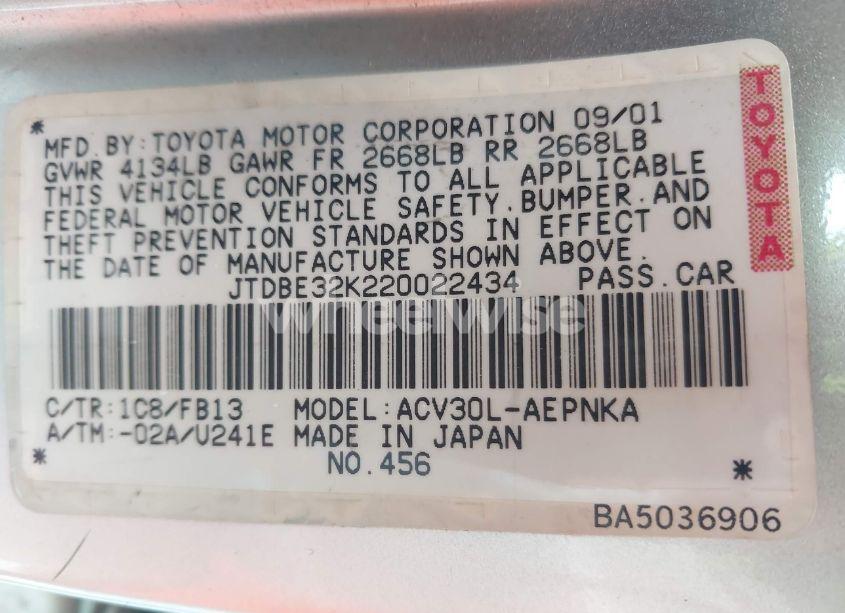 * MFD.BY:TOYOTA MOTOR CORPORATION 09/01
GVWR 4134LB GAWR FR 2668LB RR 2668LB
THIS VEHICLE CONFORMS TO ALL APPLICABLE
FEDERAL MOTOR VEHICLE SAFETY.BUMPER.AND
THEFT PREVENTION STANDARDS IN EFFECT ON
THE DATE OF MANUFACTURE SHOWN ABOVE.
JTDBE32K220022434 PASS.CAR
TOYOTA
WheelWise
C/TR:1C8/FB13 MODEL:ACV30L-AEPNKA
A/TM:-02A/U241E MADE IN JAPAN
* NO.456 *
BA5036906